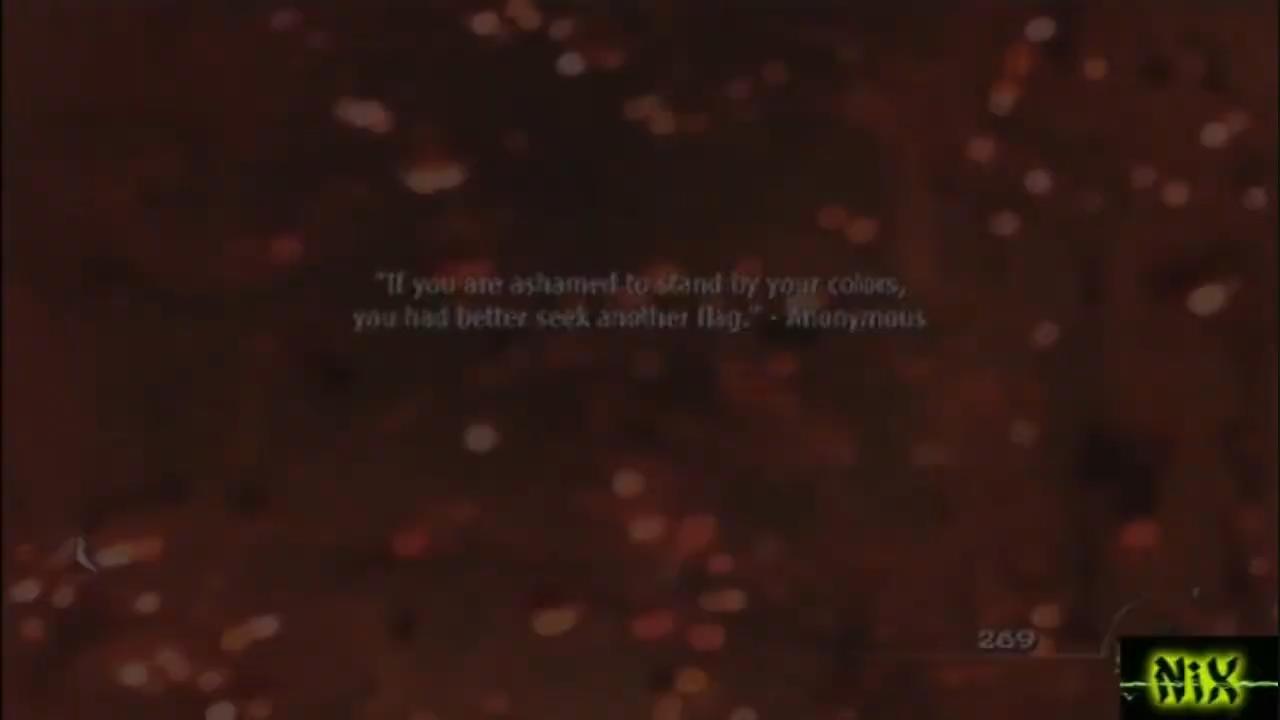 "If you are ashamed to stand by your colors,
you had better seek another flag." - Anonymous
269
NiX